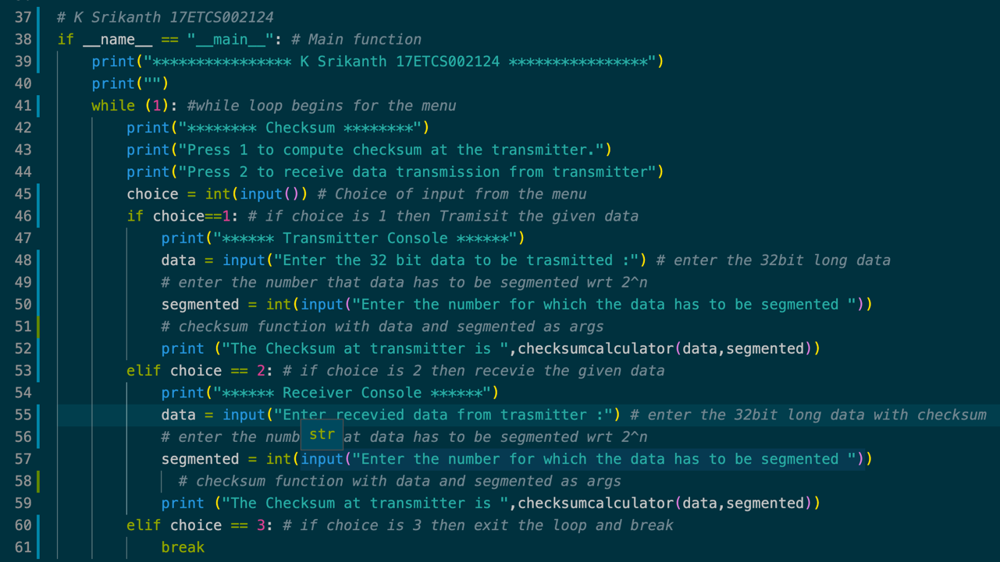 37 # K Srikanth 17ETCS002124
38 if __name__ == "__main__": # Main function
39 print("**************** K Srikanth 17ETCS002124 ****************")
40 print("")
41 while (1): #while loop begins for the menu
42 print("******** Checksum ********")
43 print("Press 1 to compute checksum at the transmitter.")
44 print("Press 2 to receive data transmission from transmitter")
45 choice = int(input()) # Choice of input from the menu
46 if choice==1: # if choice is 1 then Tramisit the given data
47 print("****** Transmitter Console ******")
48 data = input("Enter the 32 bit data to be trasmitted :") # enter the 32bit long data
49 # enter the number that data has to be segmented wrt 2^n
50 segmented = int(input("Enter the number for which the data has to be segmented "))
51 # checksum function with data and segmented as args
52 print ("The Checksum at transmitter is ",checksumcalculator(data,segmented))
53 elif choice == 2: # if choice is 2 then recevie the given data
54 print("****** Receiver Console ******")
55 data = input("Enter recevied data from trasmitter :") # enter the 32bit long data with checksum
56 # enter the numb str at data has to be segmented wrt 2^n
57 segmented = int(input("Enter the number for which the data has to be segmented "))
58 # checksum function with data and segmented as args
59 print ("The Checksum at transmitter is ",checksumcalculator(data,segmented))
60 elif choice == 3: # if choice is 3 then exit the loop and break
61 break